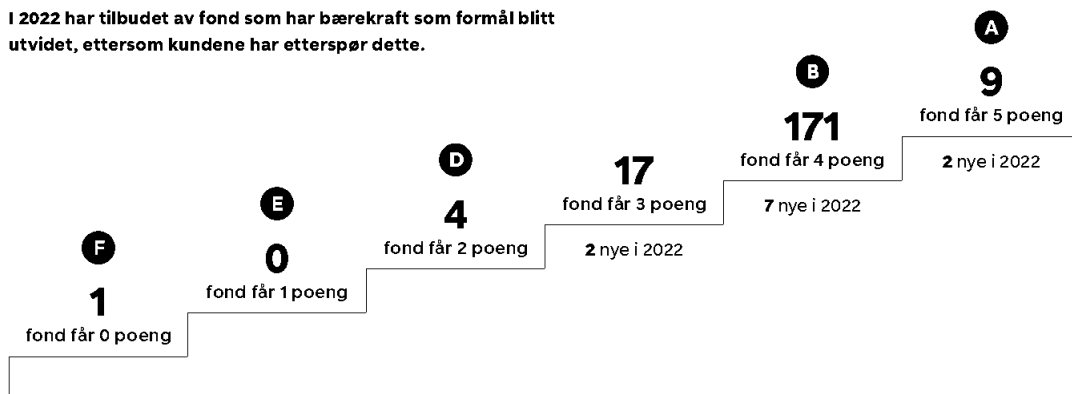 I 2022 har tilbudet av fond som har bærekraft som formål blitt
utvidet, ettersom kundene har etterspør dette.
F
1
fond får 0 poeng
E
0
fond får 1 poeng
D
4
fond får 2 poeng
17
fond får 3 poeng
2 nye i 2022
B
171
fond får 4 poeng
7 nye i 2022
A
9
fond får 5 poeng
2 nye i 2022